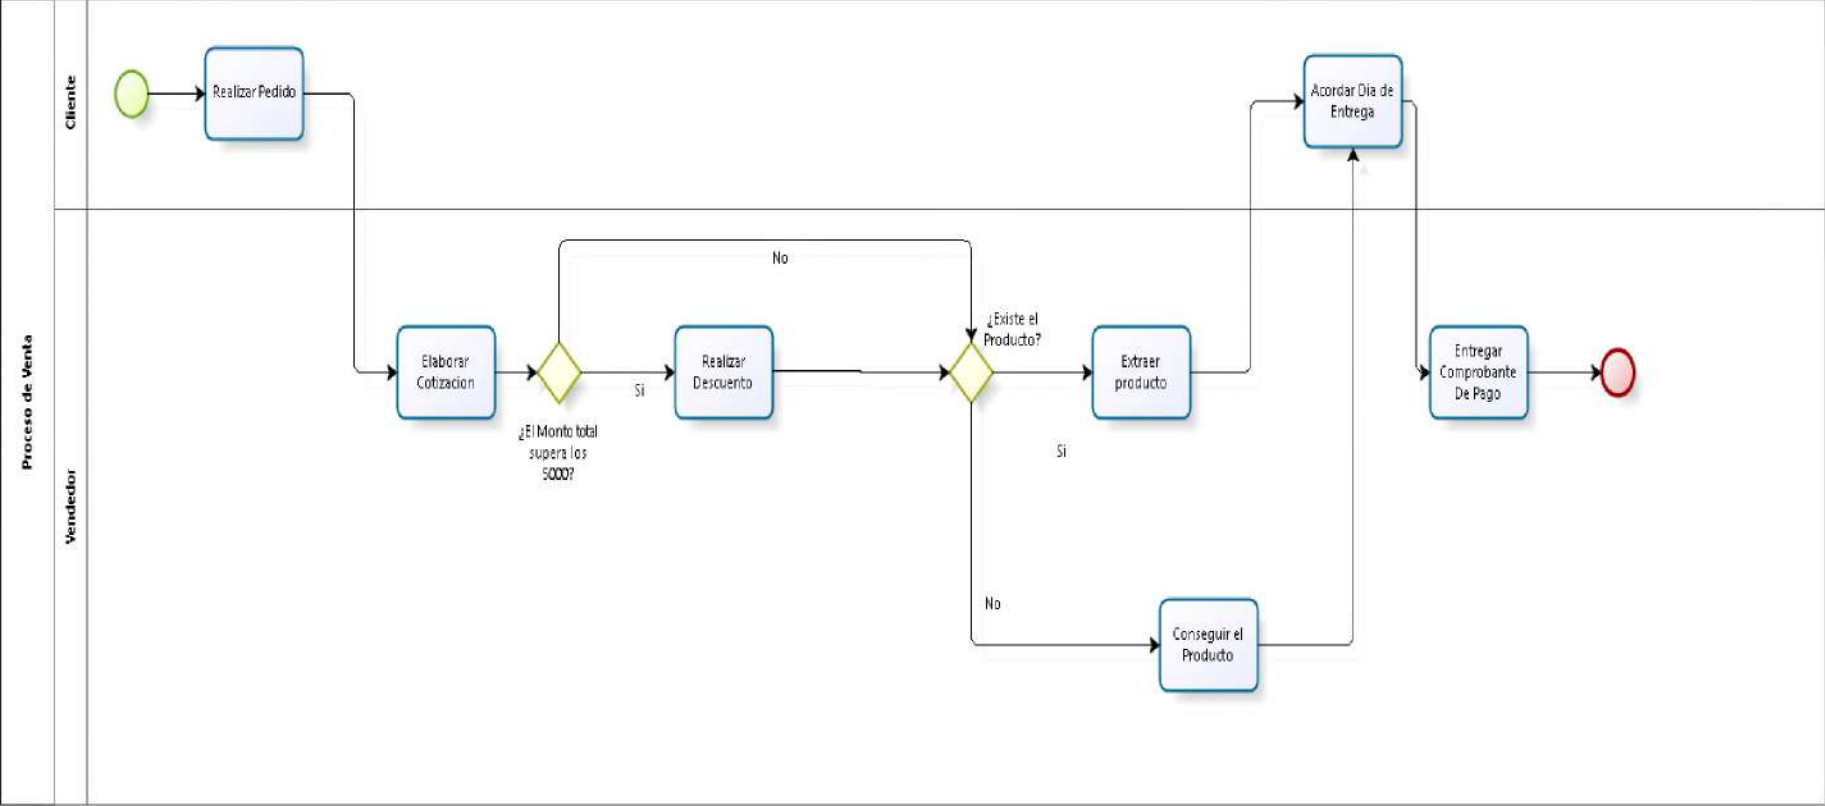 Proceso de Venta
Cliente
Vendedor
Realizar Pedido
Elaborar
Cotizacion
¿El Monto total
supera los
5000?
No
Si
Realizar
Descuento
¿Existe el
Producto?
Si
No
Extraer
producto
Conseguir el
Producto
Acordar Dia de
Entrega
Entregar
Comprobante
De Pago